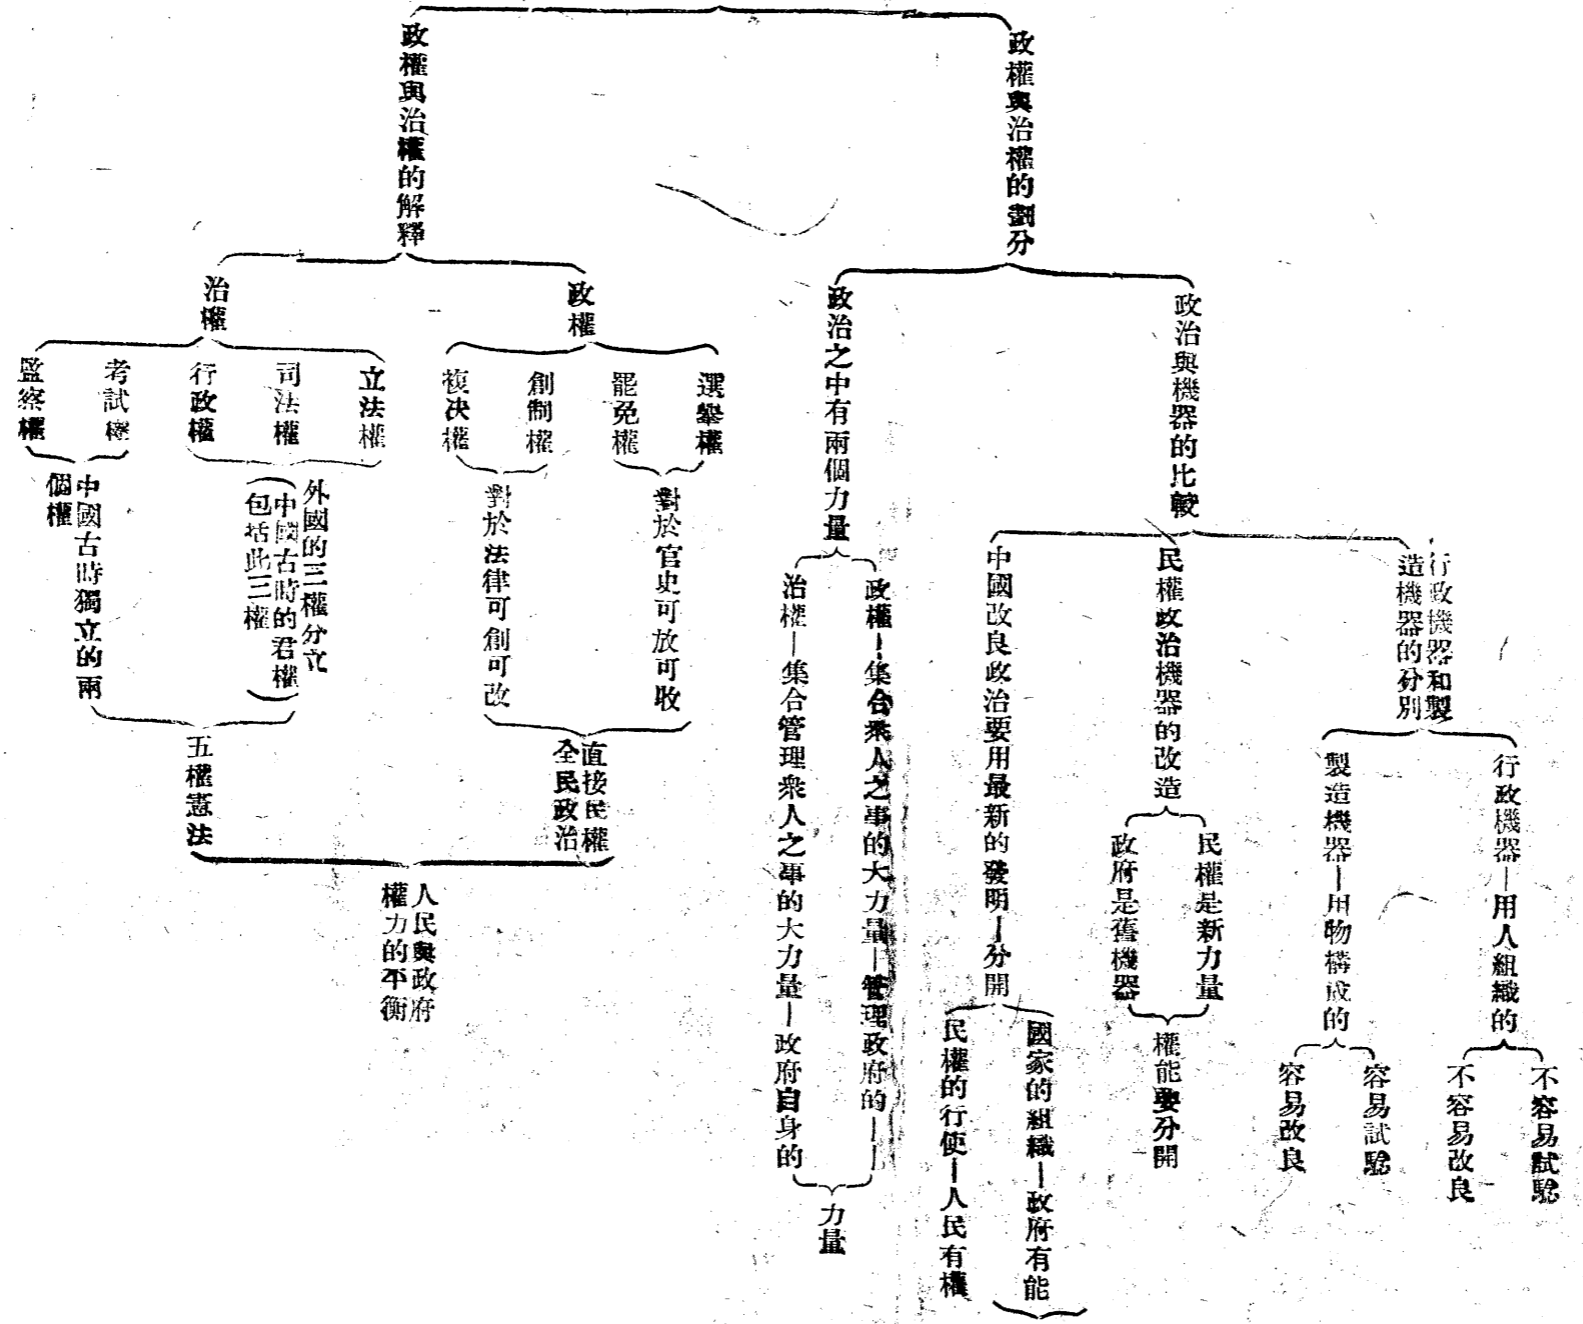 政權與治權的劃分
政治與機器的比較
行政機器和製
造機器的分別
行政機器—用人組織的
不容易試騐
不容易改良
製造機器—用物構成的
容易試騐
容易改良
民權政治機器的改造
民權是新力量
政府是舊機器
權能要分開
中國改良政治要用最新的發明—分開
國家的組織—政府有能
民權的行使—人民有權
政治之中有兩個力量
政權—集合衆人之事的大力量—管理政府的—
治權—集合管理衆人之事的大力量—政府自身的
力量
政權與治權的解釋
政權
選舉權
罷免權
對於官史可放可收
創制權
複决權
對於法律可創可改
直接民權
全民政治
治權
立法權
司法權
行政權
外國的三權分立
(中國古時的君權
包括此三權)
考試權
監察權
中國古時獨立的兩
個權
五權憲法
人民與政府
權力的平衡